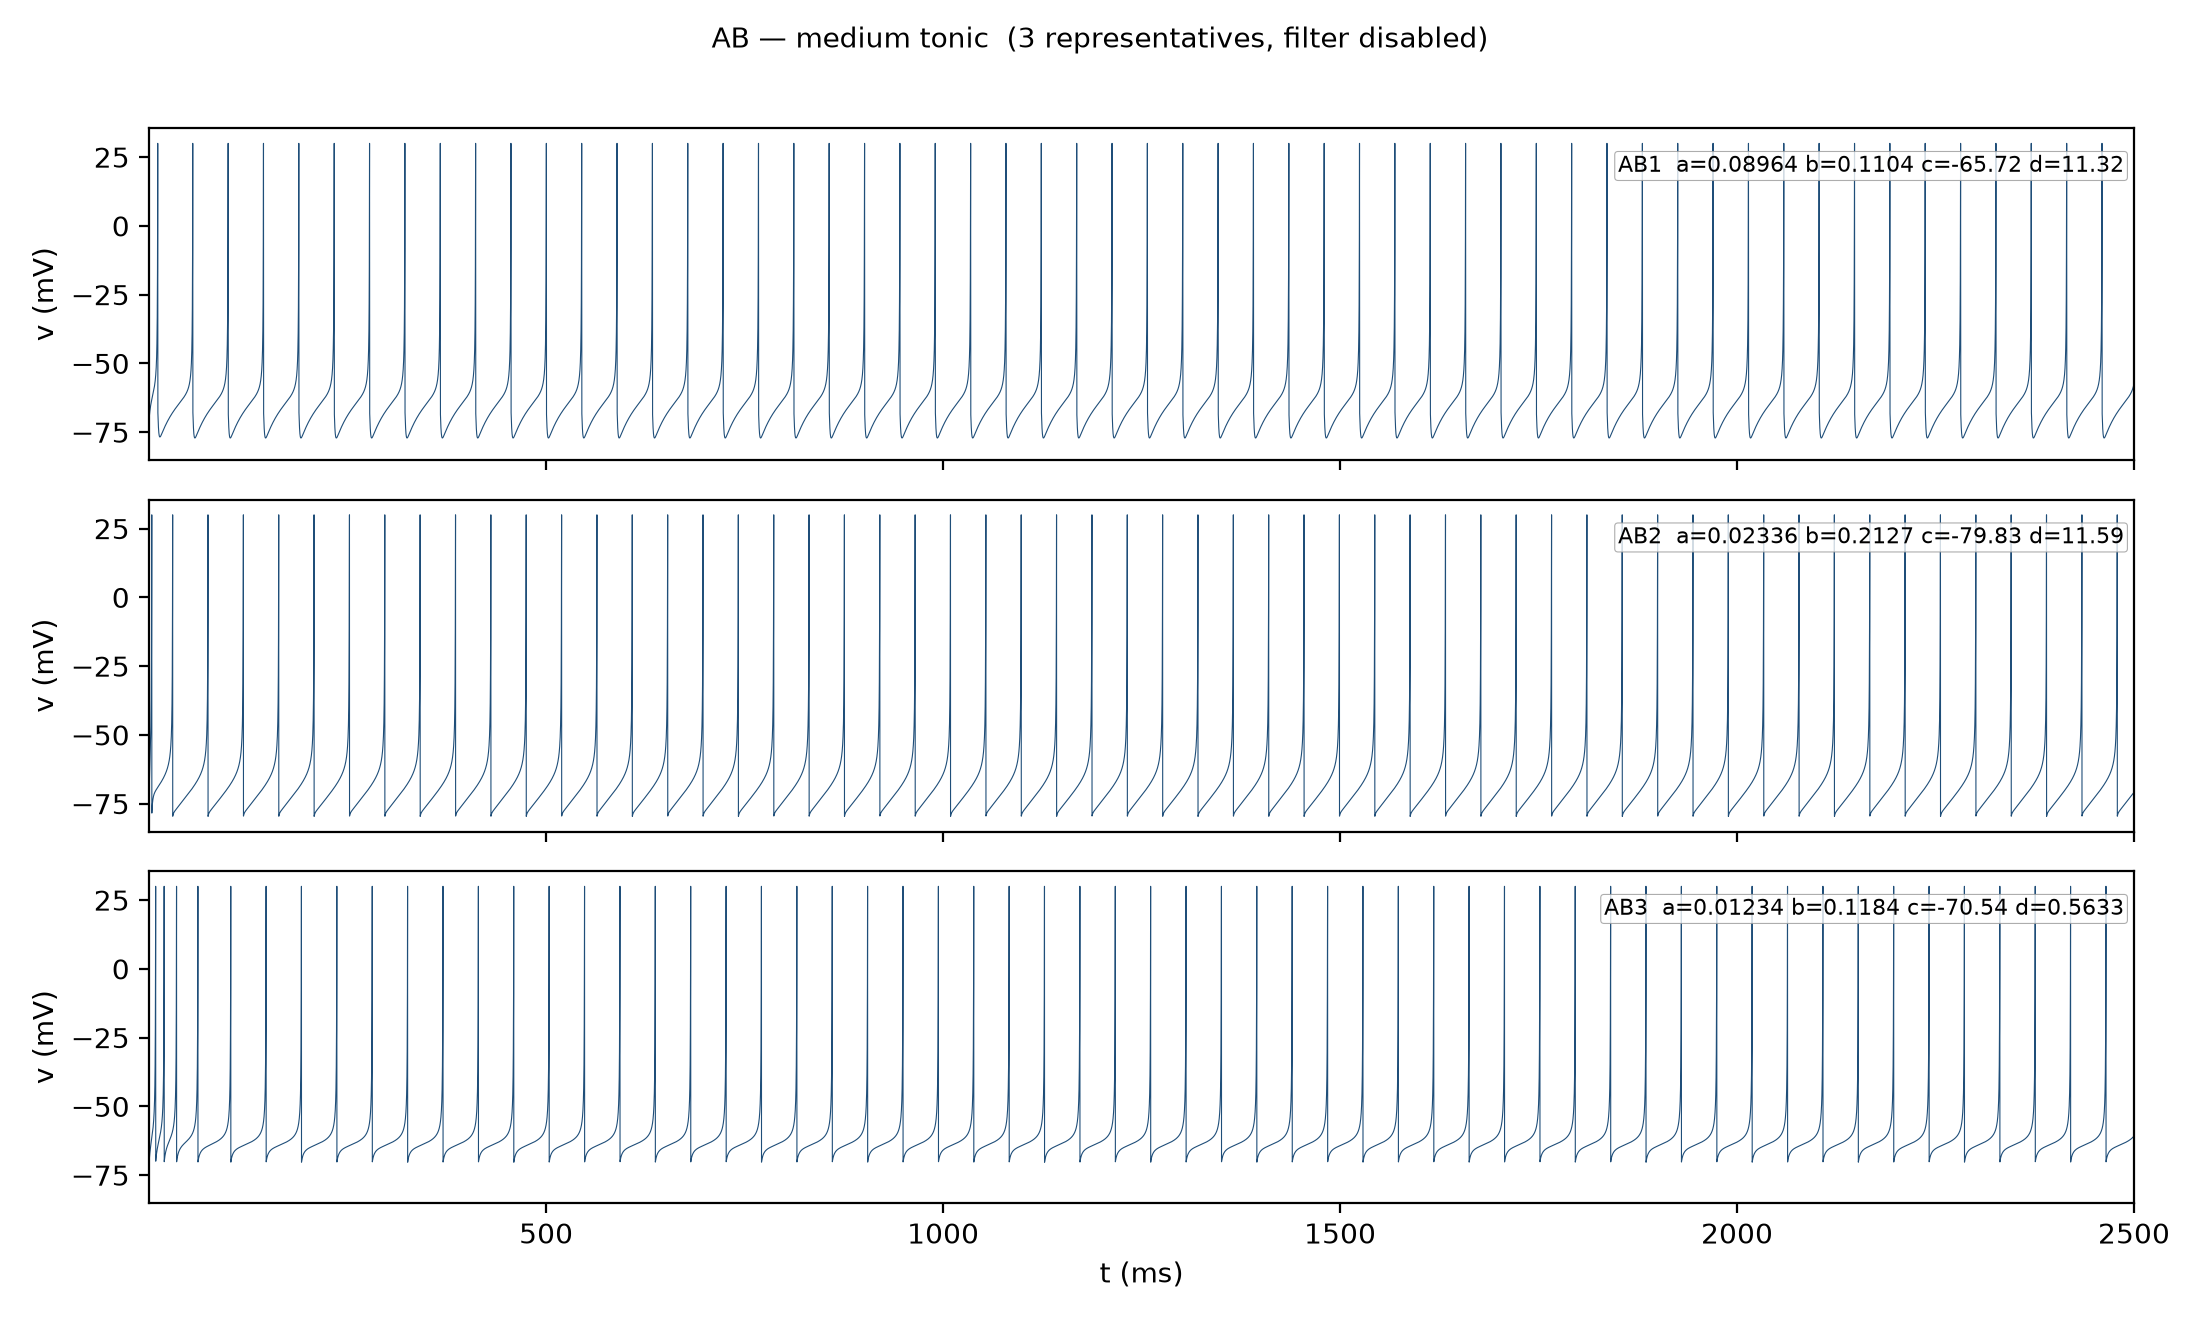 AB — medium tonic  (3 representatives, filter disabled)
25
0
−25
−50
−75
v (mV)
AB1  a=0.08964 b=0.1104 c=-65.72 d=11.32
25
0
−25
−50
−75
v (mV)
AB2  a=0.02336 b=0.2127 c=-79.83 d=11.59
25
0
−25
−50
−75
v (mV)
AB3  a=0.01234 b=0.1184 c=-70.54 d=0.5633
500 1000 1500 2000 2500
t (ms)